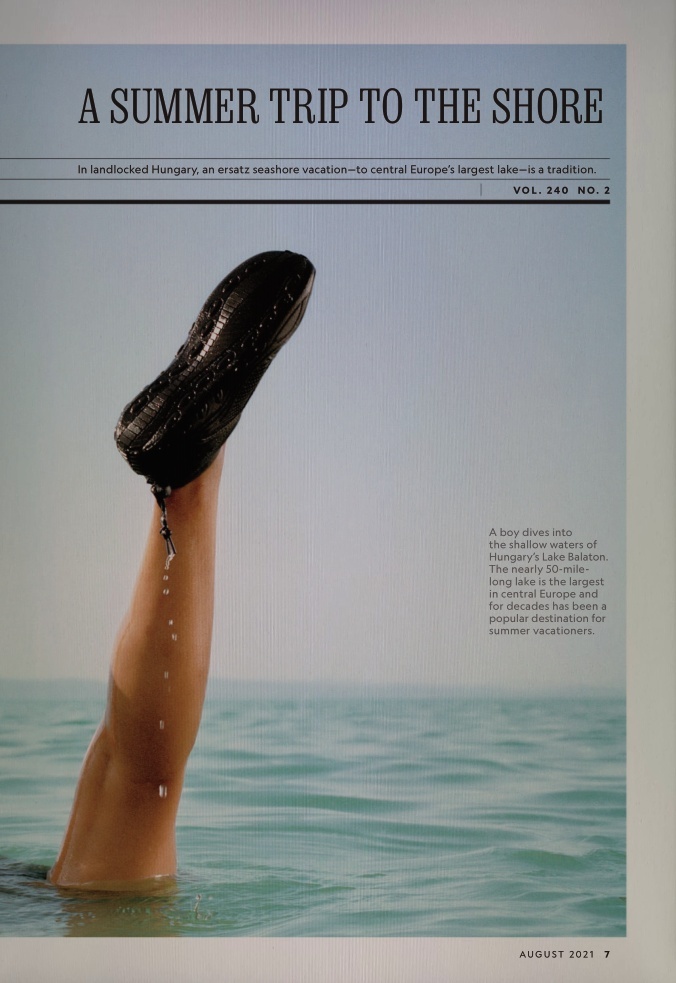 A SUMMER TRIP TO THE SHORE
In landlocked Hungary, an ersatz seashore vacation—to central Europe's largest lake—is a tradition.
VOL. 240 NO. 2
A boy dives into
the shallow waters of
Hungary's Lake Balaton.
The nearly 50-mile-
long lake is the largest
in central Europe and
for decades has been a
popular destination for
summer vacationers.
AUGUST 2021 7